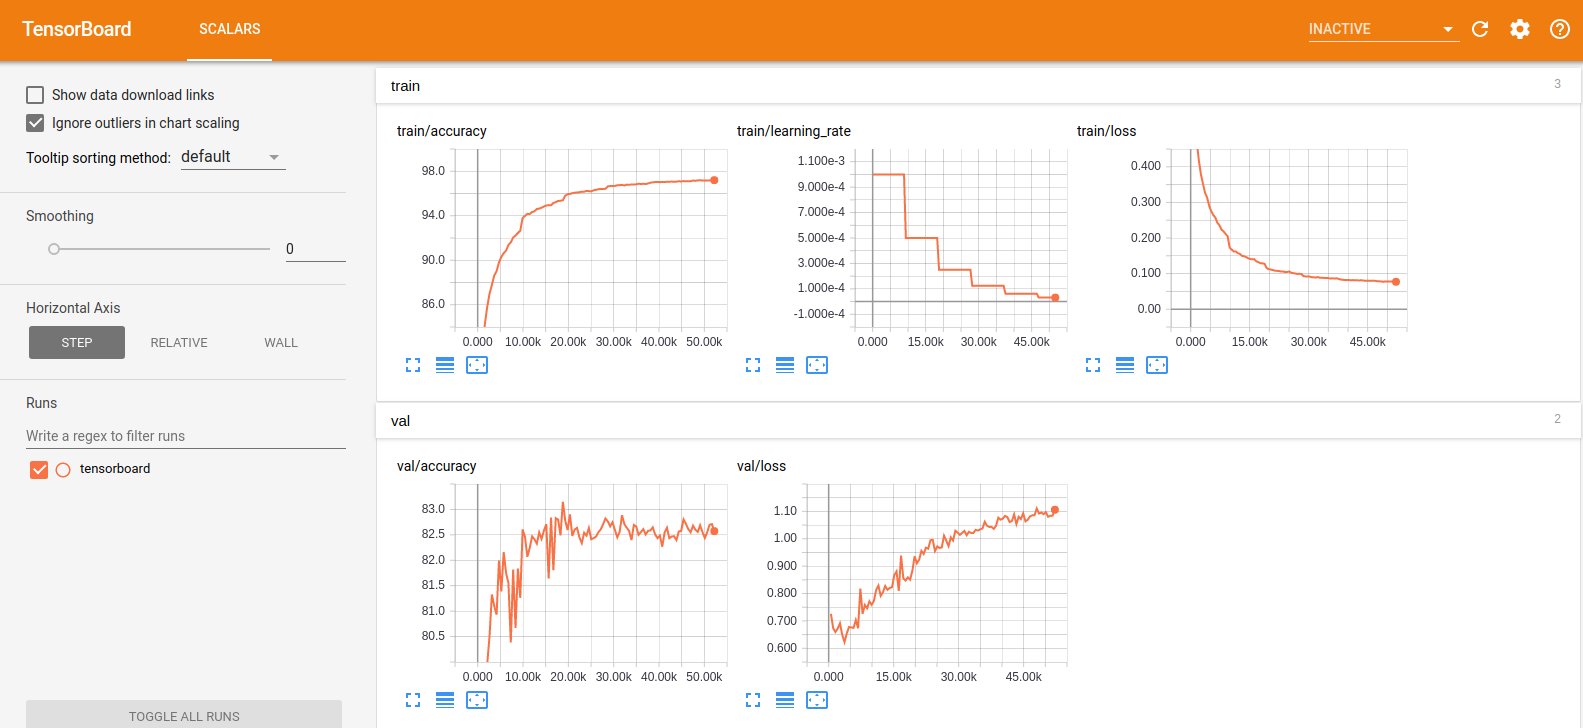 TensorBoard
SCALARS
INACTIVE
Show data download links
Ignore outliers in chart scaling
Tooltip sorting method: default
Smoothing
0
Horizontal Axis
STEP RELATIVE WALL
Runs
Write a regex to filter runs
tensorboard
TOGGLE ALL RUNS
train
3
train/accuracy
98.0
94.0
90.0
86.0
0.000 10.00k 20.00k 30.00k 40.00k 50.00k
train/learning_rate
1.100e-3
9.000e-4
7.000e-4
5.000e-4
3.000e-4
1.000e-4
-1.000e-4
0.000 15.00k 30.00k 45.00k
train/loss
0.400
0.300
0.200
0.100
0.00
0.000 15.00k 30.00k 45.00k
val
2
val/accuracy
83.0
82.5
82.0
81.5
81.0
80.5
0.000 10.00k 20.00k 30.00k 40.00k 50.00k
val/loss
1.10
1.00
0.900
0.800
0.700
0.600
0.000 15.00k 30.00k 45.00k